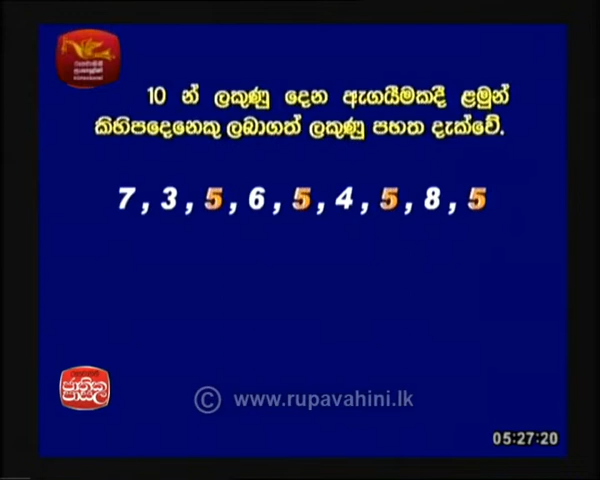 10 න් ලකුණු දෙන ඇගයීමකදී ළමුන්
කිහිපදෙනෙකු ලබාගත් ලකුණු පහත දැක්වේ.
7 , 3 , 5 , 6 , 5 , 4 , 5 , 8 , 5
ජාතික
පාසල
© www.rupavahini.lk
05:27:20